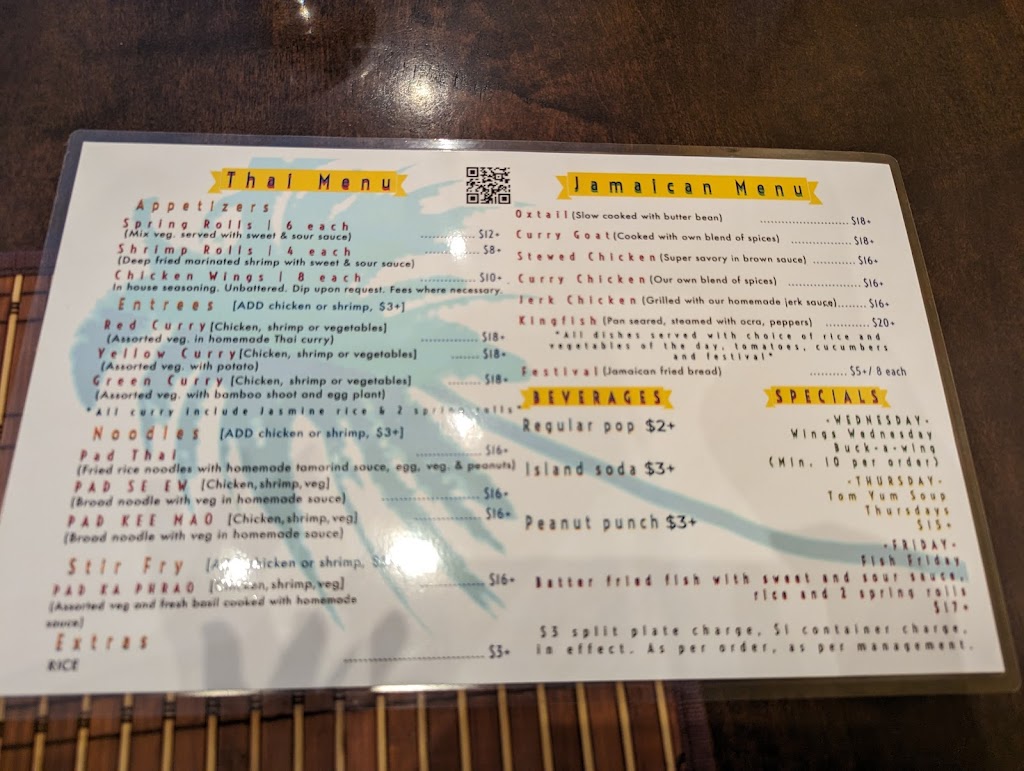 Thai Menu
Appetizers
Spring Rolls | 6 each
(Mix veg. served with sweet & sour sauce) $12+
Shrimp Rolls | 4 each $8+
(Deep fried marinated shrimp with sweet & sour sauce)
Chicken Wings | 8 each $10+
In house seasoning. Unbattered. Dip upon request. Fees where necessary.
Entrees [ADD chicken or shrimp, $3+]
Red Curry [Chicken, shrimp or vegetables]
(Assorted veg. in homemade Thai curry) $18+
Yellow Curry [Chicken, shrimp or vegetables] $18+
(Assorted veg. with potato)
Green Curry [Chicken, shrimp or vegetables] $18+
(Assorted veg. with bamboo shoot and egg plant)
*All curry include Jasmine rice & 2 spring rolls*
Noodles [ADD chicken or shrimp, $3+]
Pad Thai $16+
(Fried rice noodles with homemade tamarind sauce, egg, veg. & peanuts)
PAD SE EW [Chicken, shrimp, veg]
(Broad noodle with veg in homemade sauce) $16+
PAD KEE MAO [Chicken, shrimp, veg] $16+
(Broad noodle with veg in homemade sauce)
Stir Fry chicken or shrimp,
PAD KA PHRAO shrimp, veg] $16+
(Assorted veg and fresh basil cooked with homemade
sauce)
Extras
RICE $3+
Jamaican Menu
Oxtail (Slow cooked with butter bean) $18+
Curry Goat (Cooked with own blend of spices) $18+
Stewed Chicken (Super savory in brown sauce) $16+
Curry Chicken (Our own blend of spices) $16+
Jerk Chicken (Grilled with our homemade jerk sauce) $16+
Kingfish (Pan seared, steamed with ocra, peppers) $20+
*All dishes served with choice of rice and
vegetables of the day, tomatoes, cucumbers
and festival*
Festival (Jamaican fried bread) $5+/ 8 each
BEVERAGES
Regular pop $2+
Island soda $3+
Peanut punch $3+
SPECIALS
-WEDNESDAY-
Wings Wednesday
Buck-a-wing
(Min. 10 per order)
-THURSDAY-
Tom Yum Soup
Thursdays
$15+
-FRIDAY-
Fish Friday
Batter fried fish with sweet and sour sauce,
rice and 2 spring rolls
$17+
$3 split plate charge, $1 container charge,
in effect. As per order, as per management.